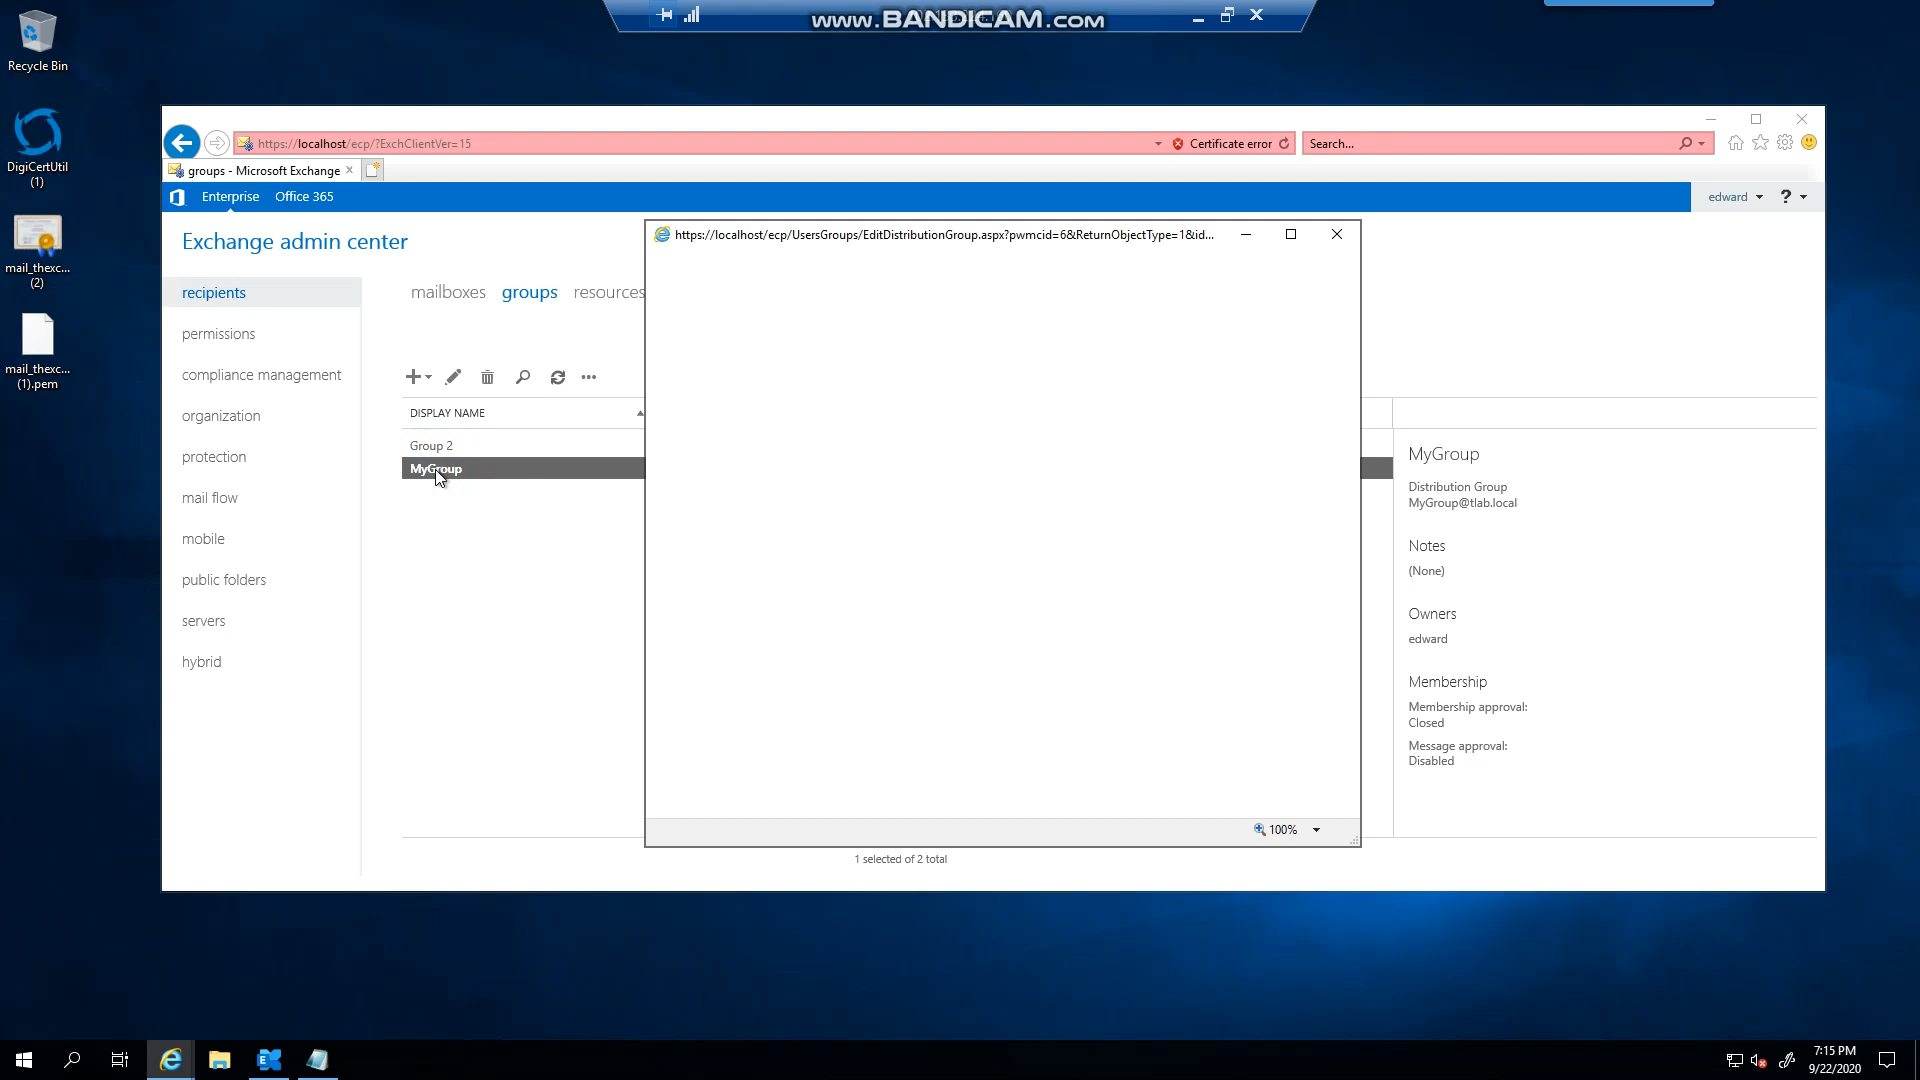 www.BANDICAM.com
Recycle Bin
DigiCertUtil
(1)
mail_thexc...
(2)
mail_thexc...
(1).pem
https://localhost/ecp/?ExchClientVer=15
Certificate error
Search...
groups - Microsoft Exchange
Enterprise
Office 365
edward
?
Exchange admin center
https://localhost/ecp/UsersGroups/EditDistributionGroup.aspx?pwmcid=6&ReturnObjectType=1&id...
recipients
permissions
compliance management
organization
protection
mail flow
mobile
public folders
servers
hybrid
mailboxes
groups
resources
DISPLAY NAME
Group 2
MyGroup
MyGroup
Distribution Group
MyGroup@tlab.local
Notes
(None)
Owners
edward
Membership
Membership approval:
Closed
Message approval:
Disabled
100%
1 selected of 2 total
7:15 PM
9/22/2020